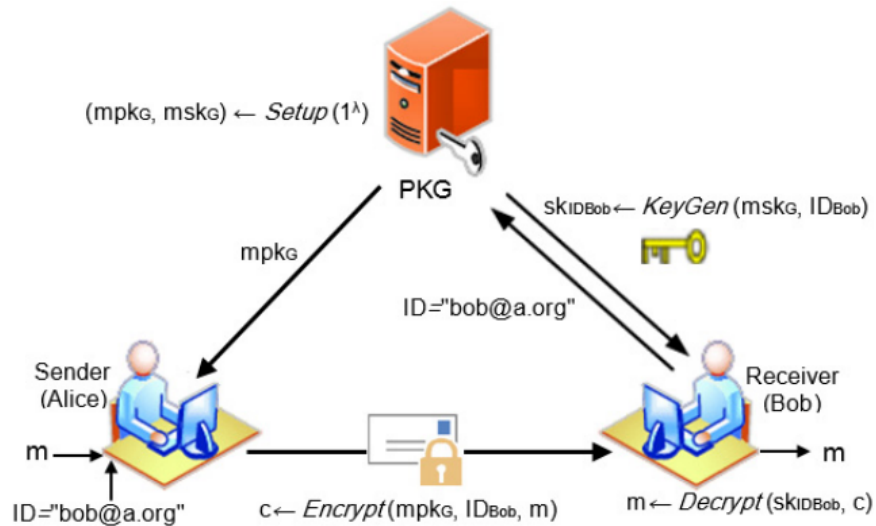 (mpkG, mskG) ← Setup (1^λ)
PKG
skIDBob← KeyGen (mskG, IDBob)
mpkG
ID="bob@a.org"
Sender
(Alice)
Receiver
(Bob)
m
m
ID="bob@a.org"
c← Encrypt (mpkG, IDBob, m)
m← Decrypt (skIDBob, c)